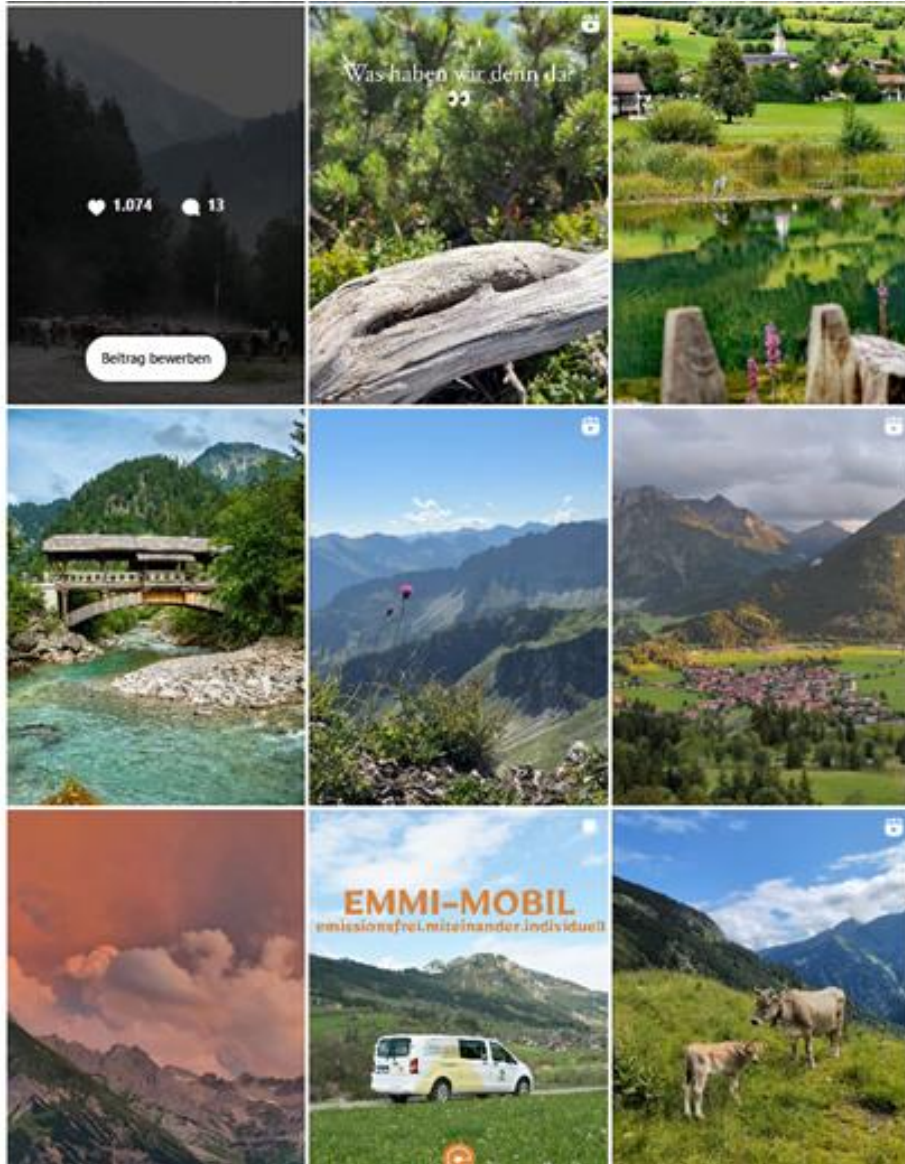 1.074 13
Was haben wir denn da?
Beitrag bewerben
EMMI-MOBIL
emissionsfrei.miteinander.individuell